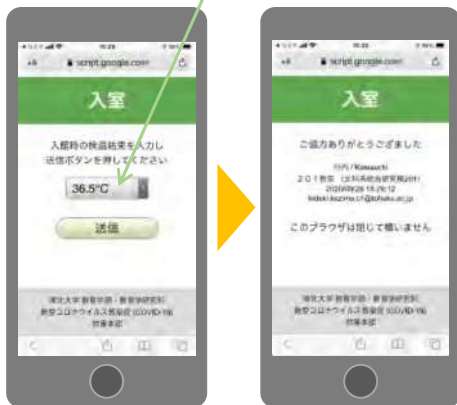 script.google.com
入室
入館時の検温結果を入力し
送信ボタンを押してください
36.5°C
送信
東北大学 教育学部・教育学研究科
新型コロナウイルス感染症 (COVID-19)
対策本部
script.google.com
入室
ご協力ありがとうございました
201教室
このブラウザは閉じて構いません
東北大学 教育学部・教育学研究科
新型コロナウイルス感染症 (COVID-19)
対策本部